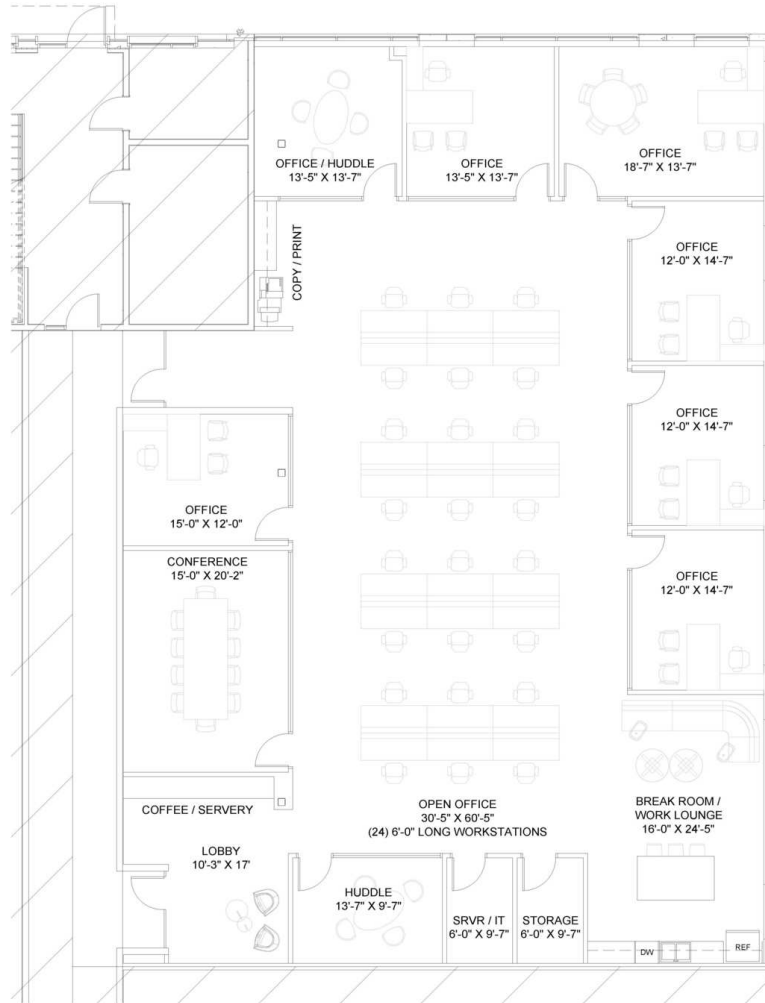 OFFICE / HUDDLE
13'-5" X 13'-7"
OFFICE
13'-5" X 13'-7"
OFFICE
18'-7" X 13'-7"
COPY / PRINT
OFFICE
12'-0" X 14'-7"
OFFICE
12'-0" X 14'-7"
OFFICE
15'-0" X 12'-0"
CONFERENCE
15'-0" X 20'-2"
OFFICE
12'-0" X 14'-7"
COFFEE / SERVERY
OPEN OFFICE
30'-5" X 60'-5"
(24) 6'-0" LONG WORKSTATIONS
BREAK ROOM /
WORK LOUNGE
16'-0" X 24'-5"
LOBBY
10'-3" X 17'
HUDDLE
13'-7" X 9'-7"
SRVR / IT
6'-0" X 9'-7"
STORAGE
6'-0" X 9'-7"
DW
REF